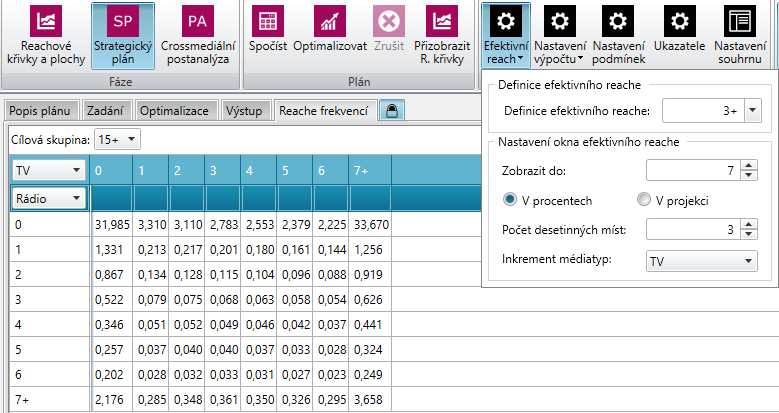 SP PA
Reachové křivky a plochy
Strategický plán
Crossmediální postanalýza
Spočíst Optimalizovat Zrušit
Přizobrazit R. křivky
Efektivní reach
Nastavení výpočtu
Nastavení podmínek
Ukazatele
Nastavení souhrnu
Fáze Plán
Definice efektivního reache
Definice efektivního reache: 3+
Nastavení okna efektivního reache
Zobrazit do: 7
V procentech V projekci
Počet desetinných míst: 3
Inkrement médiatyp: TV
Popis plánu Zadání Optimalizace Výstup Reache frekvencí
Cílová skupina: 15+
TV 0 1 2 3 4 5 6 7+
Rádio
0 31,985 3,310 3,110 2,783 2,553 2,379 2,225 33,670
1 1,331 0,213 0,217 0,201 0,180 0,161 0,144 1,256
2 0,867 0,134 0,128 0,115 0,104 0,096 0,088 0,919
3 0,522 0,079 0,075 0,068 0,063 0,058 0,054 0,626
4 0,346 0,051 0,052 0,049 0,046 0,042 0,037 0,441
5 0,257 0,037 0,040 0,040 0,037 0,033 0,028 0,324
6 0,202 0,028 0,032 0,033 0,031 0,027 0,023 0,249
7+ 2,176 0,285 0,348 0,361 0,350 0,326 0,295 3,658